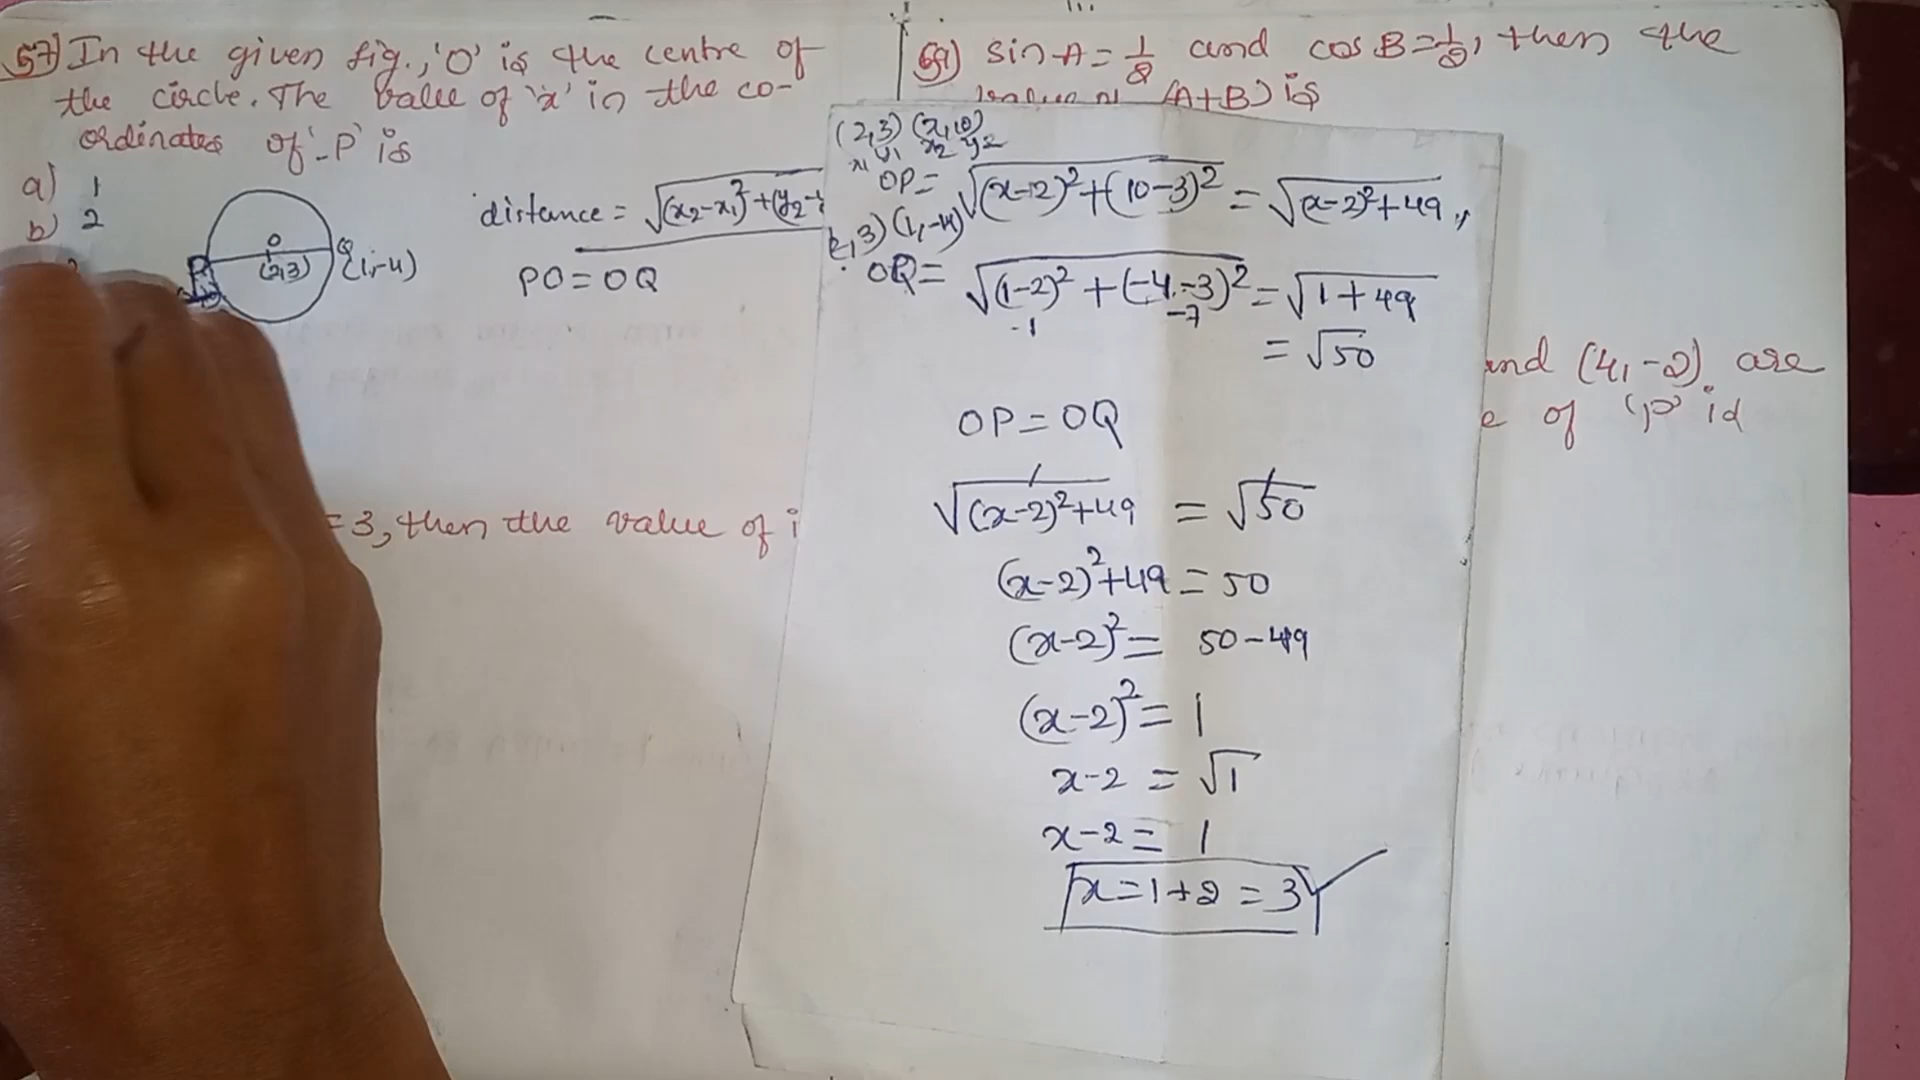 57) In the given fig., 'O' is the centre of
the circle. The value of 'x' in the co-
ordinates of 'P' is
a) 1
b) 2
O
(2,3)
P
Q
(1,-4)
distance = √(x₂-x₁)²+(y₂-
PO = OQ
= 3, then the value of i
59) sin A = 1/2 and cos B = 1/2, then the
value of (A+B) is
(2,3) (x,10)
x₁ y₁ x₂ y₂
OP = √(x-2)²+(10-3)² = √(x-2)²+49
,3) (1,-4)
OQ = √(1-2)²+(-4-3)² = √1+49
-1 -7
= √50
OP = OQ
√(x-2)²+49 = √50
(x-2)²+49 = 50
(x-2)² = 50-49
(x-2)² = 1
x-2 = √1
x-2 = 1
x = 1+2 = 3
and (4,-2) are
e of 'p' is